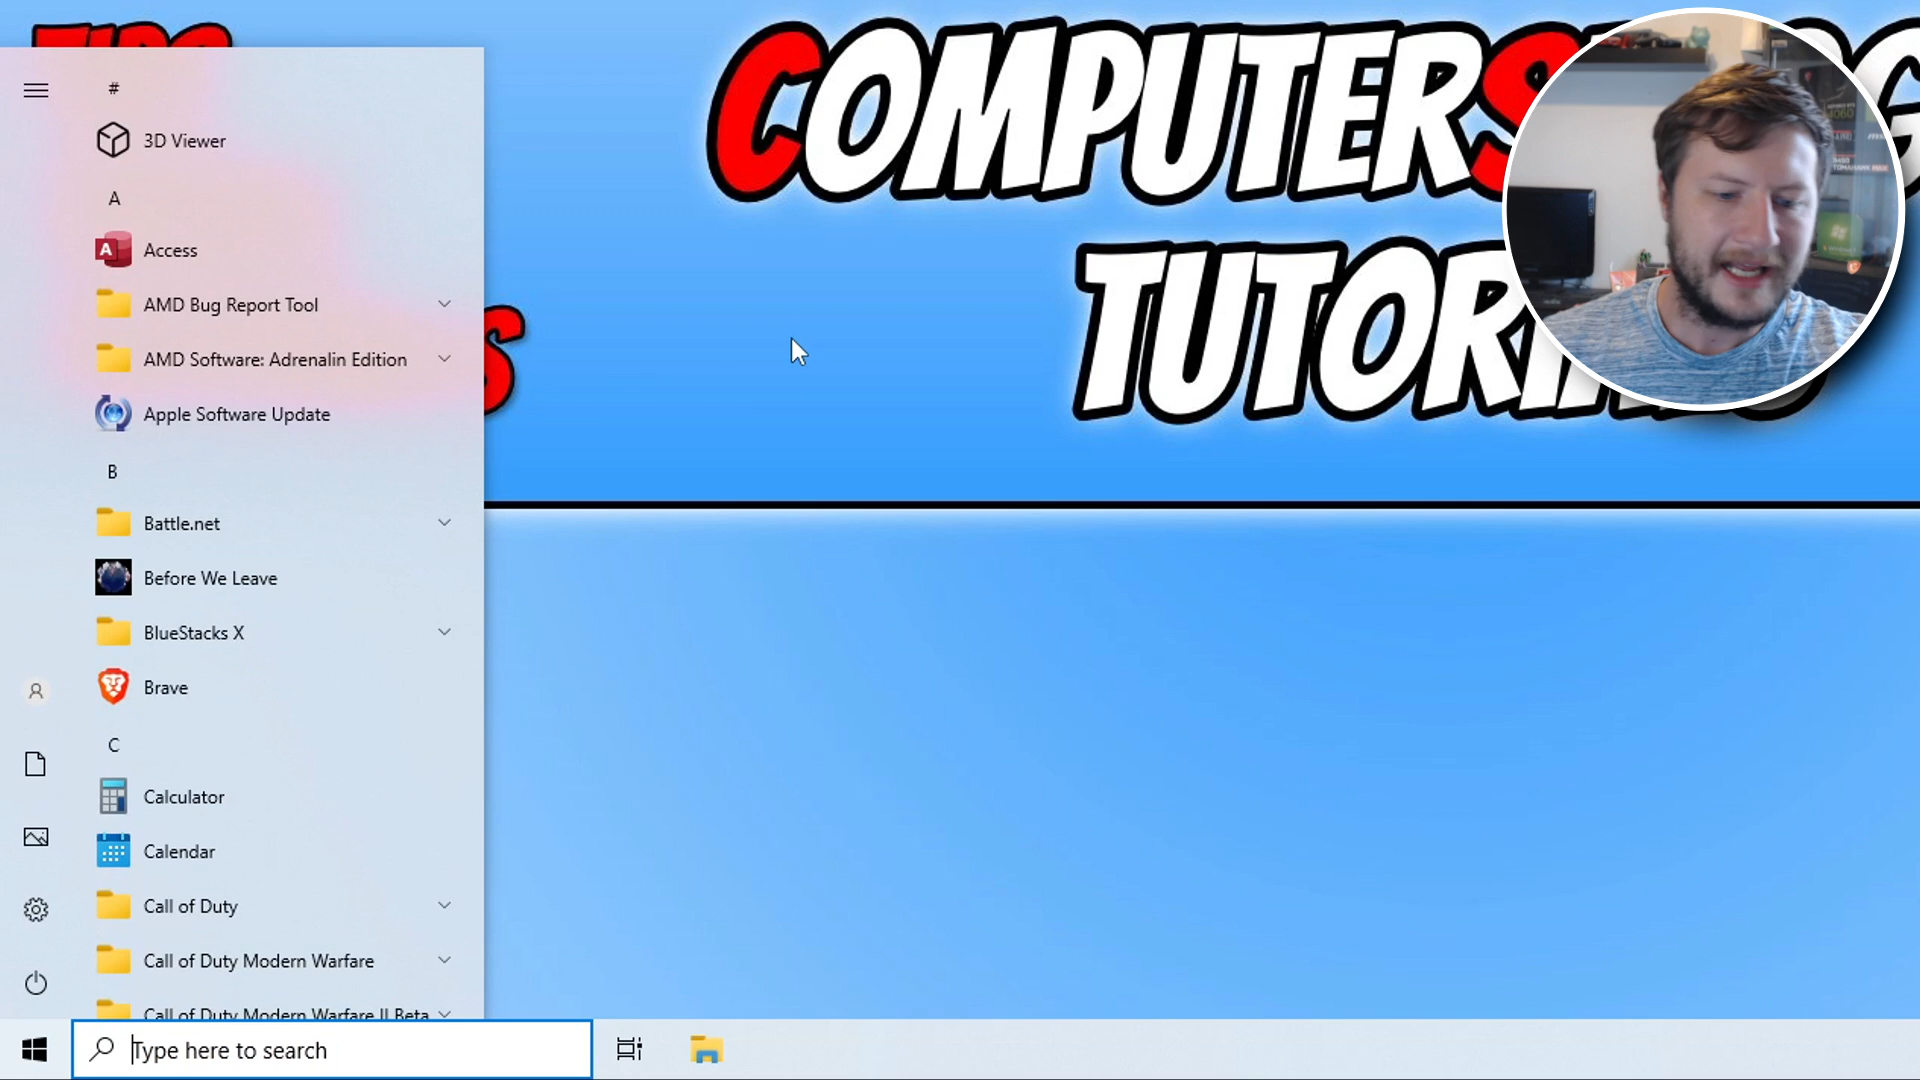 #
3D Viewer
A
Access
AMD Bug Report Tool
AMD Software: Adrenalin Edition
Apple Software Update
B
Battle.net
Before We Leave
BlueStacks X
Brave
C
Calculator
Calendar
Call of Duty
Call of Duty Modern Warfare
Call of Duty Modern Warfare II Beta
Type here to search
COMPUTER